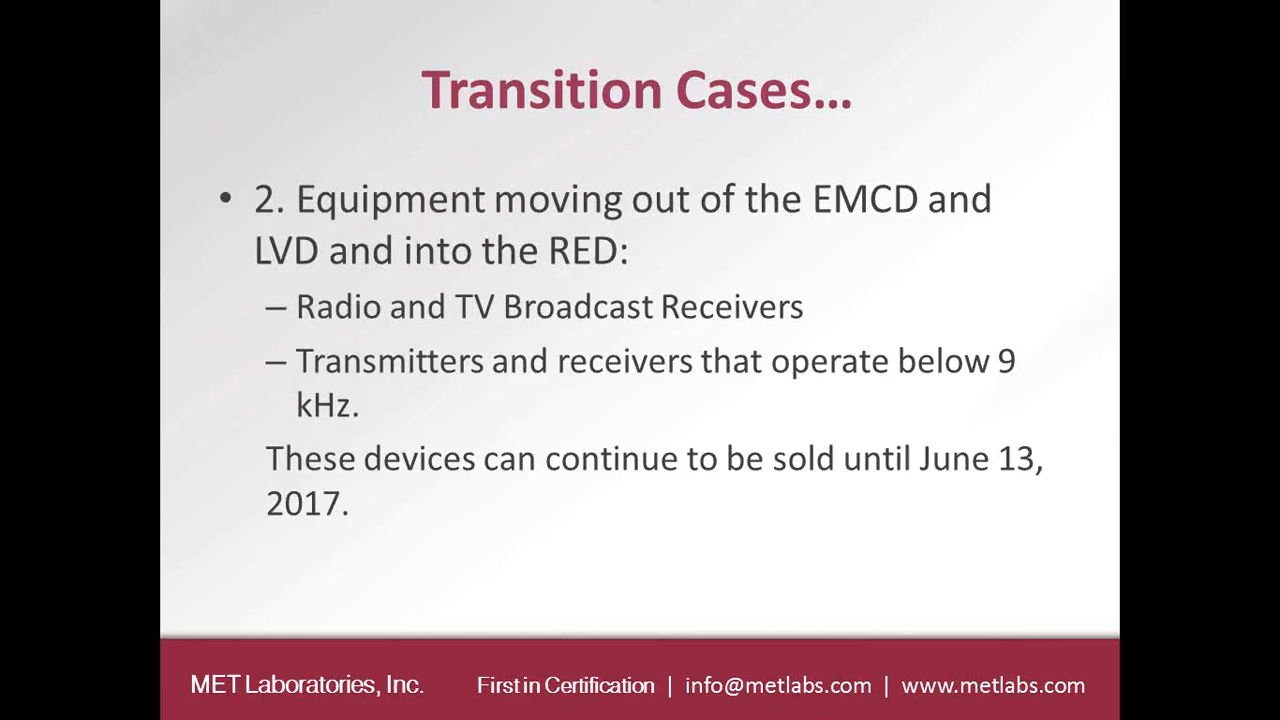 Transition Cases…
• 2. Equipment moving out of the EMCD and
LVD and into the RED:
– Radio and TV Broadcast Receivers
– Transmitters and receivers that operate below 9
kHz.
These devices can continue to be sold until June 13,
2017.
MET Laboratories, Inc. First in Certification | info@metlabs.com | www.metlabs.com